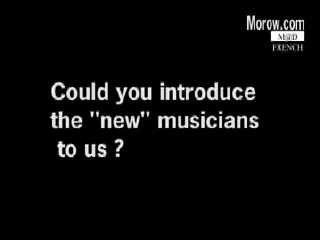 Morow.com
M@D
FRENCH
Could you introduce
the "new" musicians
to us ?